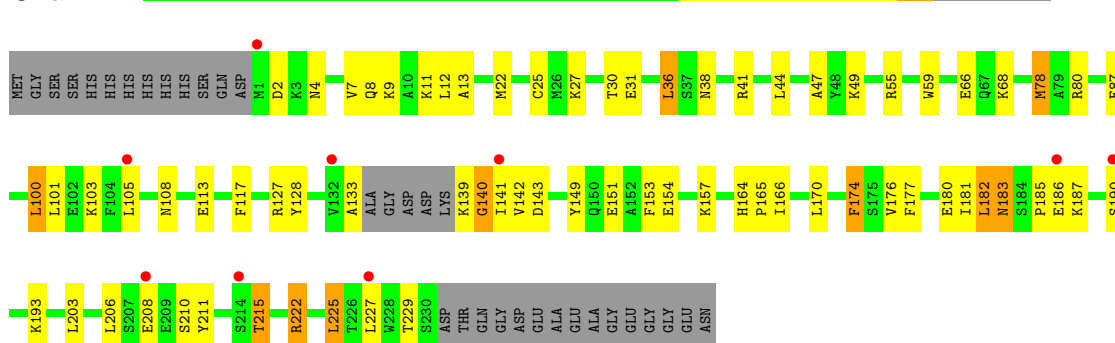 MET GLY SER SER HIS HIS HIS HIS HIS HIS SER GLN ASP M1 D2 K3 N4 V7 Q8 K9 A10 K11 L12 A13 M22 C25 M26 K27 T30 E31 L36 S37 N38 R41 L44 A47 Y48 K49 R55 W59 E66 Q67 K68 M78 A79 R80
L100 L101 E102 K103 F104 L105 N108 E113 F117 R127 Y128 V132 A133 ALA GLY ASP ASP LYS K139 G140 I141 V142 D143 Y149 Q150 E151 A152 F153 E154 K157 H164 P165 I166 L170 F174 S175 V176 F177 E180 I181 L182 N183 S184 P185 E186 K187 S190
K193 L203 L206 S207 E208 E209 S210 Y211 S214 T215 R222 L225 T226 L227 W228 T229 S230 ASP THR GLN GLY ASP GLU ALA GLU ALA GLY GLU GLU GLY GLY GLU ASN